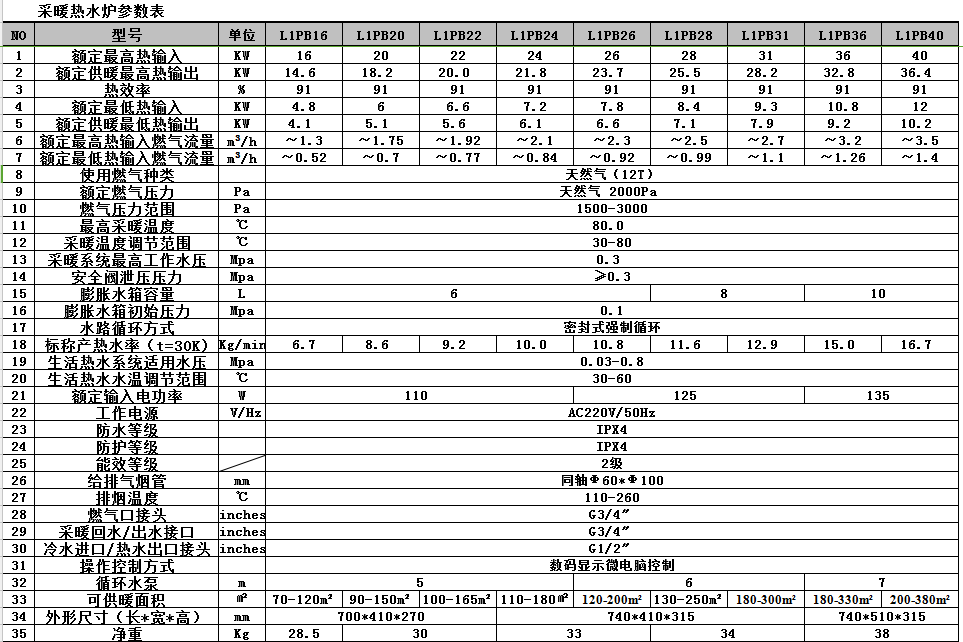 采暖热水炉参数表
NO 型号 单位 L1PB16 L1PB20 L1PB22 L1PB24 L1PB26 L1PB28 L1PB31 L1PB36 L1PB40
1 额定最高热输入 KW 16 20 22 24 26 28 31 36 40
2 额定供暖最高热输出 KW 14.6 18.2 20.0 21.8 23.7 25.5 28.2 32.8 36.4
3 热效率 % 91 91 91 91 91 91 91 91 91
4 额定最低热输入 KW 4.8 6 6.6 7.2 7.8 8.4 9.3 10.8 12
5 额定供暖最低热输出 KW 4.1 5.1 5.6 6.1 6.6 7.1 7.9 9.2 10.2
6 额定最高热输入燃气流量 m³/h ～1.3 ～1.75 ～1.92 ～2.1 ～2.3 ～2.5 ～2.7 ～3.2 ～3.5
7 额定最低热输入燃气流量 m³/h ～0.52 ～0.7 ～0.77 ～0.84 ～0.92 ～0.99 ～1.1 ～1.26 ～1.4
8 使用燃气种类 天然气（12T）
9 额定燃气压力 Pa 天然气 2000Pa
10 燃气压力范围 Pa 1500-3000
11 最高采暖温度 ℃ 80.0
12 采暖温度调节范围 ℃ 30-80
13 采暖系统最高工作水压 Mpa 0.3
14 安全阀泄压压力 Mpa ≥0.3
15 膨胀水箱容量 L 6 8 10
16 膨胀水箱初始压力 Mpa 0.1
17 水路循环方式 密封式强制循环
18 标称产热水率（t=30K） Kg/min 6.7 8.6 9.2 10.0 10.8 11.6 12.9 15.0 16.7
19 生活热水系统适用水压 Mpa 0.03-0.8
20 生活热水水温调节范围 ℃ 30-60
21 额定输入电功率 W 110 125 135
22 工作电源 V/Hz AC220V/50Hz
23 防水等级 IPX4
24 防护等级 IPX4
25 能效等级 2级
26 给排气烟管 mm 同轴Φ60*Φ100
27 排烟温度 ℃ 110-260
28 燃气口接头 inches G3/4″
29 采暖回水/出水接口 inches G3/4″
30 冷水进口/热水出口接头 inches G1/2″
31 操作控制方式 数码显示微电脑控制
32 循环水泵 m 5 6 7
33 可供暖面积 m² 70-120m² 90-150m² 100-165m² 110-180m² 120-200m² 130-250m² 180-300m² 180-330m² 200-380m²
34 外形尺寸（长*宽*高） mm 700*410*270 740*410*315 740*510*315
35 净重 Kg 28.5 30 33 34 38